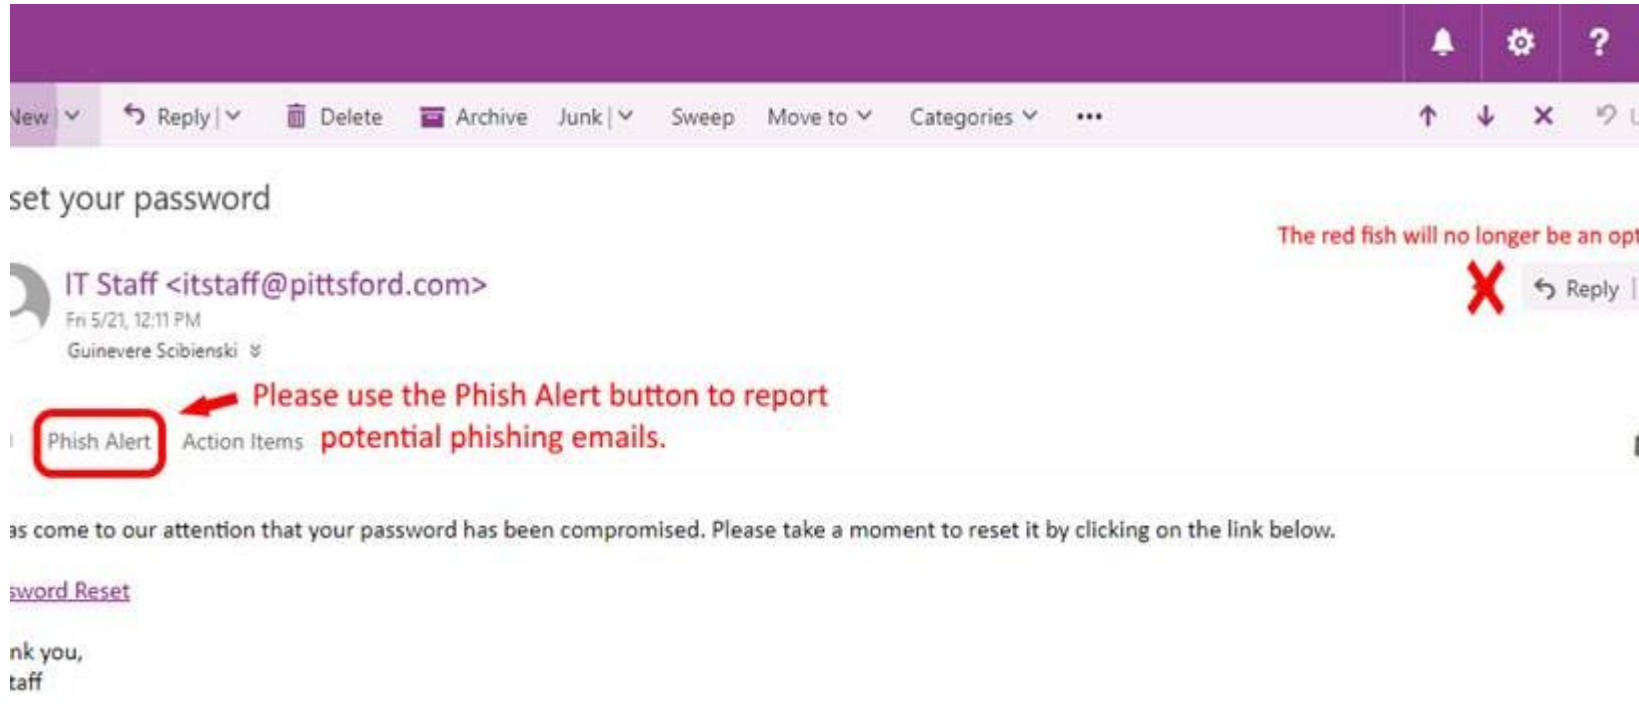 New
Reply Delete Archive Junk Sweep Move to Categories •••
set your password
The red fish will no longer be an opt
IT Staff <itstaff@pittsford.com>
Reply
Fri 5/21, 12:11 PM
Guinevere Scibienski
Please use the Phish Alert button to report
potential phishing emails.
Phish Alert Action Items
as come to our attention that your password has been compromised. Please take a moment to reset it by clicking on the link below.
sword Reset
nk you,
taff